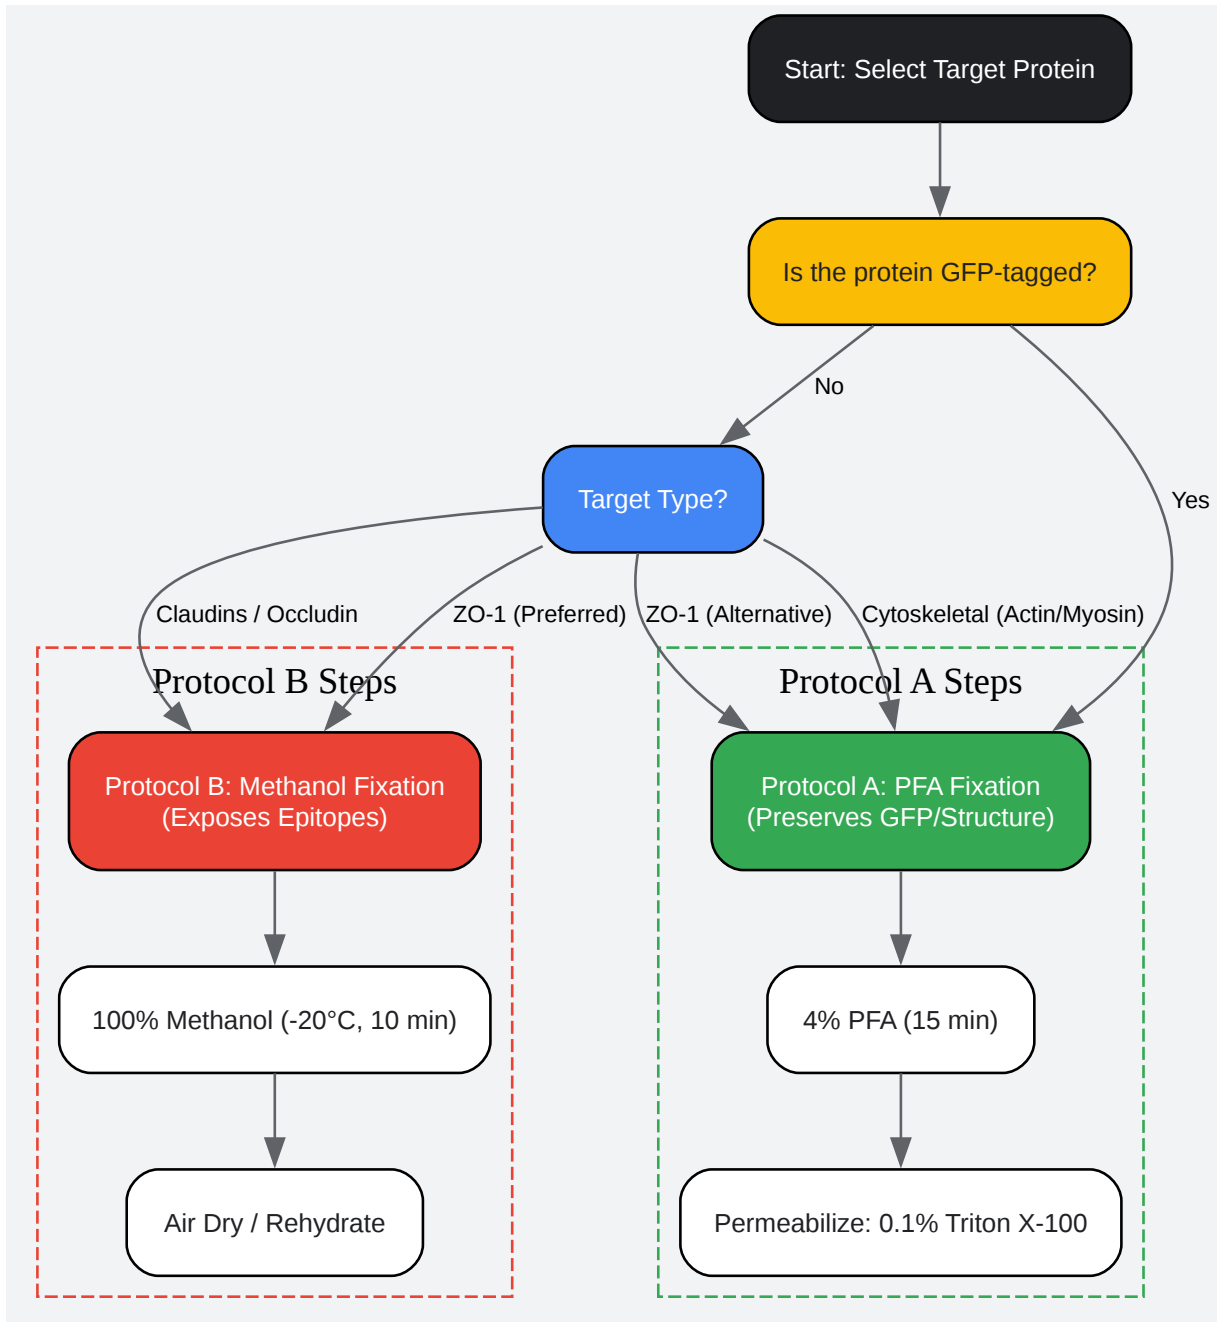 Start: Select Target Protein
Is the protein GFP-tagged?
No
Yes
Target Type?
Claudins / Occludin
ZO-1 (Preferred)
ZO-1 (Alternative)
Cytoskeletal (Actin/Myosin)
Protocol B Steps
Protocol B: Methanol Fixation
(Exposes Epitopes)
100% Methanol (-20°C, 10 min)
Air Dry / Rehydrate
Protocol A Steps
Protocol A: PFA Fixation
(Preserves GFP/Structure)
4% PFA (15 min)
Permeabilize: 0.1% Triton X-100